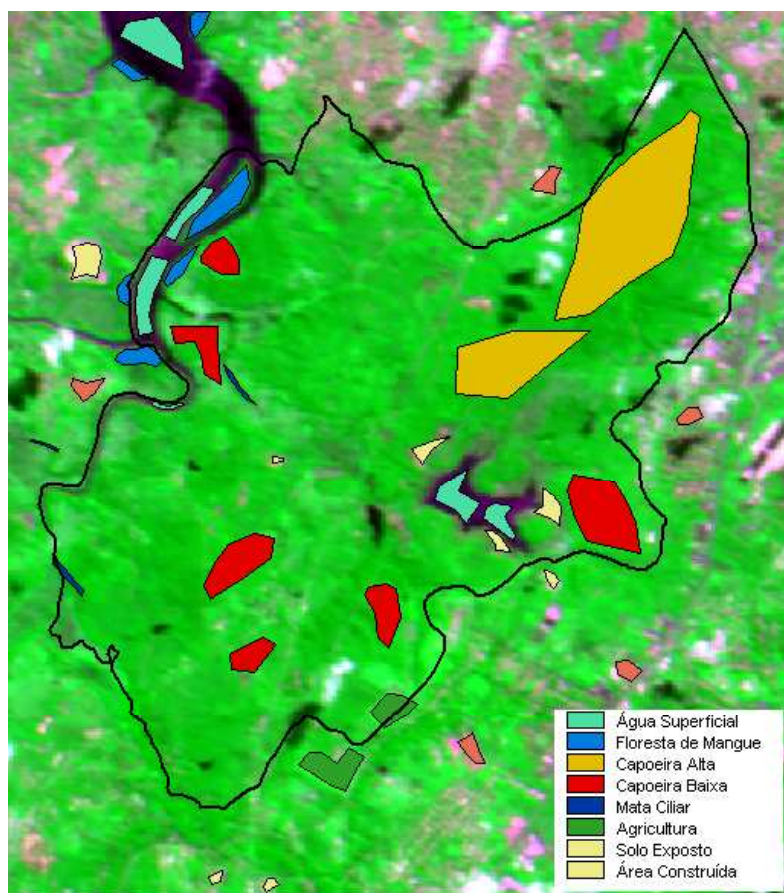 Água Superficial
Floresta de Mangue
Capoeira Alta
Capoeira Baixa
Mata Ciliar
Agricultura
Solo Exposto
Área Construída